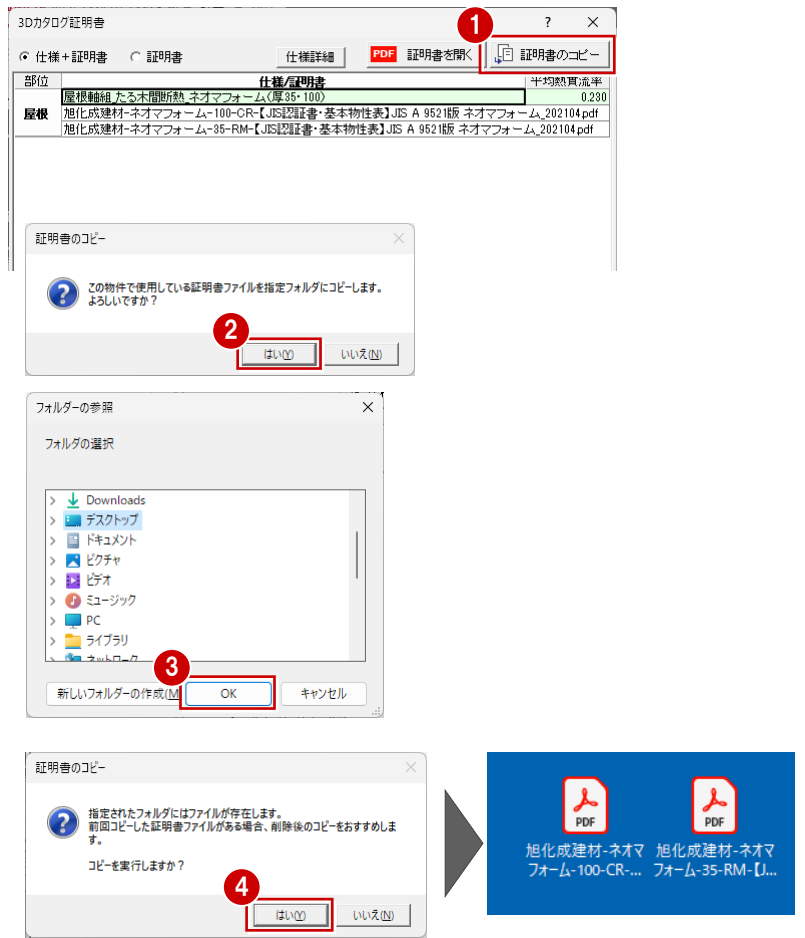 3Dカタログ証明書
1
?
×
仕様+証明書
証明書
仕様詳細
PDF 証明書を開く
証明書のコピー
部位
仕様/証明書
平均熱貫流率
屋根
屋根軸組_たる木間断熱_ネオマフォーム(厚35・100)
0.230
旭化成建材-ネオマフォーム-100-CR-【JIS認証書・基本物性表】JIS A 9521版 ネオマフォーム_202104.pdf
旭化成建材-ネオマフォーム-35-RM-【JIS認証書・基本物性表】JIS A 9521版 ネオマフォーム_202104.pdf
証明書のコピー
×
この物件で使用している証明書ファイルを指定フォルダにコピーします。
よろしいですか?
2
はい(Y)
いいえ(N)
フォルダーの参照
×
フォルダの選択
Downloads
デスクトップ
ドキュメント
ピクチャ
ビデオ
ミュージック
PC
ライブラリ
ネットワーク
3
新しいフォルダーの作成(M
OK
キャンセル
証明書のコピー
×
指定されたフォルダにはファイルが存在します。
前回コピーした証明書ファイルがある場合、削除後のコピーをおすすめしま
す。
コピーを実行しますか?
4
はい(Y)
いいえ(N)
PDF
旭化成建材-ネオマ
フォーム-100-CR-...
PDF
旭化成建材-ネオマ
フォーム-35-RM-【J...